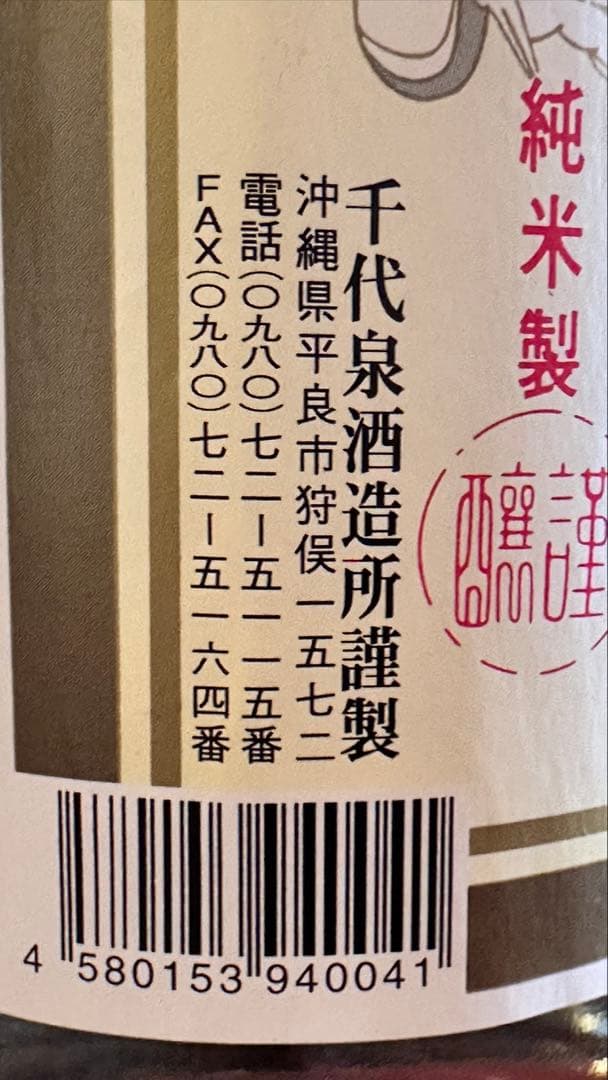 純米製
謹醸
千代泉酒造所謹製
沖縄県平良市狩俣一五七二
電話(〇九八〇)七二ー五一一五番
FAX(〇九八〇)七二ー五一六四番
4 580153 940041